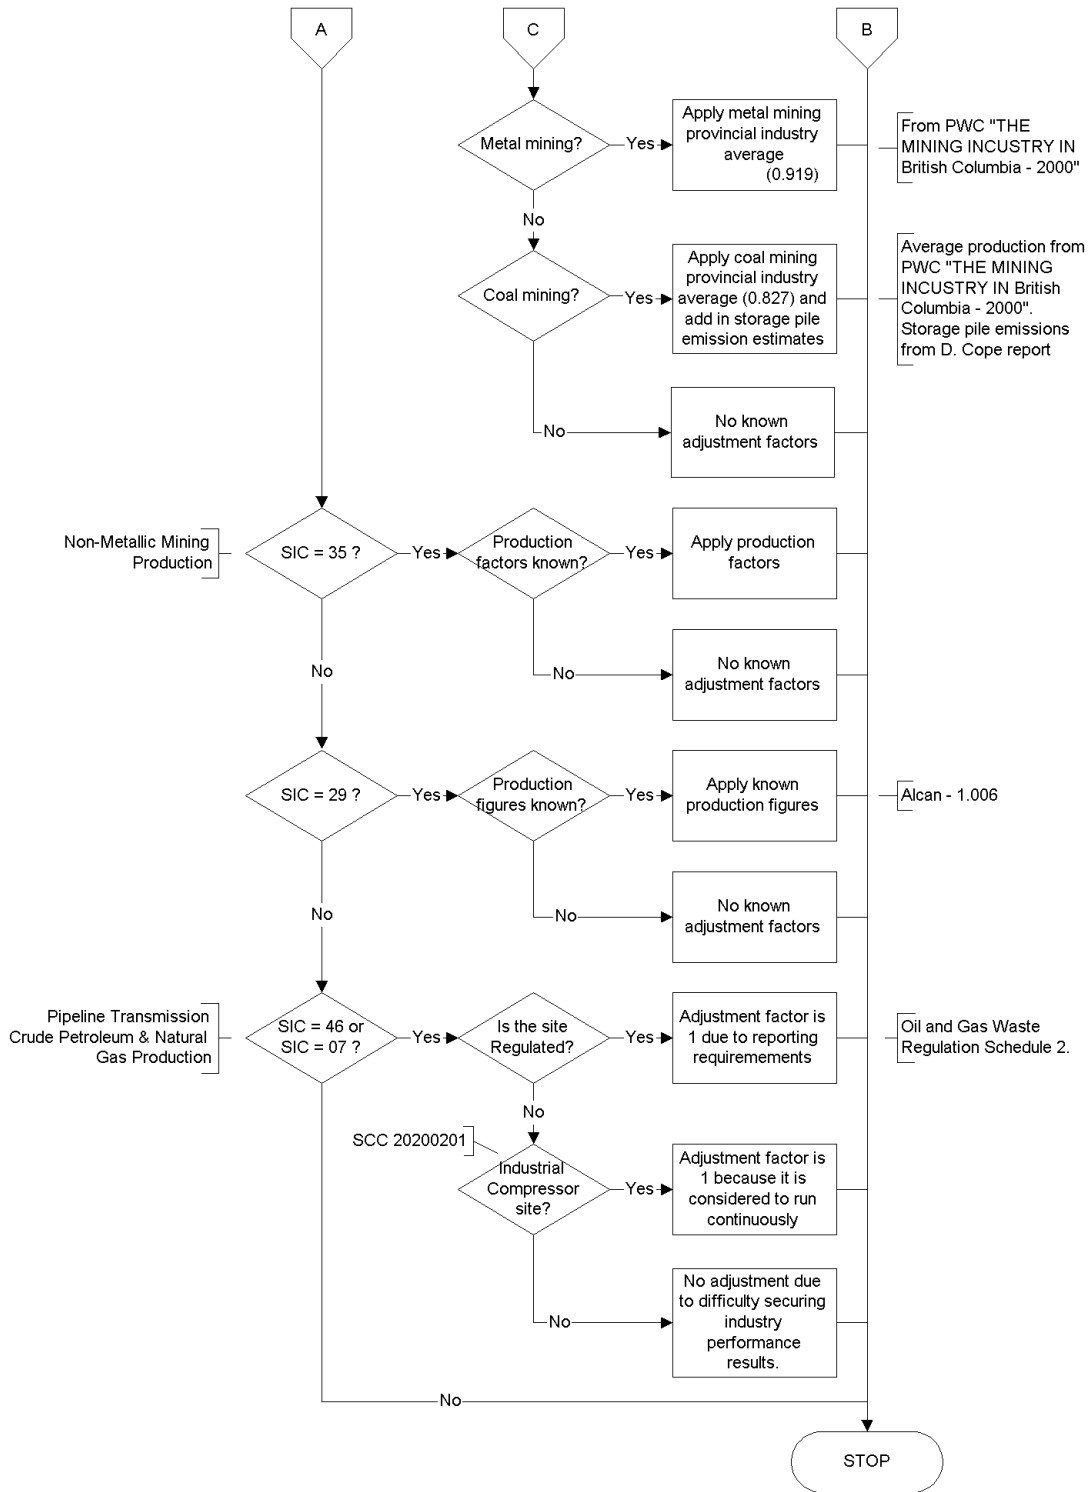 A
C
B
Metal mining?
Yes
Apply metal mining
provincial industry
average
(0.919)
From PWC "THE
MINING INCUSTRY IN
British Columbia - 2000"
No
Coal mining?
Yes
Apply coal mining
provincial industry
average (0.827) and
add in storage pile
emission estimates
Average production from
PWC "THE MINING
INCUSTRY IN British
Columbia - 2000".
Storage pile emissions
from D. Cope report
No
No known
adjustment factors
Non-Metallic Mining
Production
SIC = 35 ?
Yes
Production
factors known?
Yes
Apply production
factors
No
No
No known
adjustment factors
SIC = 29 ?
Yes
Production
figures known?
Yes
Apply known
production figures
Alcan - 1.006
No
No
No known
adjustment factors
Pipeline Transmission
Crude Petroleum & Natural
Gas Production
SIC = 46 or
SIC = 07 ?
Yes
Is the site
Regulated?
Yes
Adjustment factor is
1 due to reporting
requiremements
Oil and Gas Waste
Regulation Schedule 2.
No
SCC 20200201
Industrial
Compressor
site?
Yes
Adjustment factor is
1 because it is
considered to run
continuously
No
No adjustment due
to difficulty securing
industry
performance
results.
No
STOP